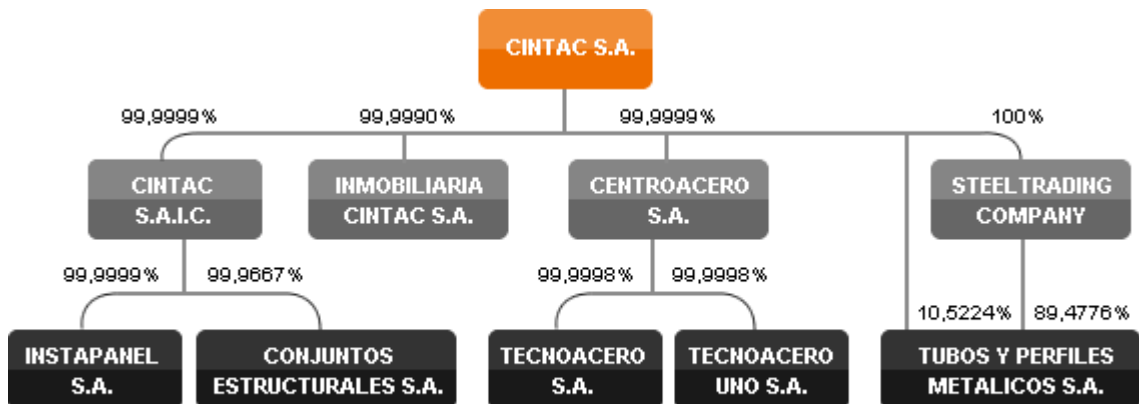 CINTAC S.A.
99,9999%
99,9990%
99,9999%
100%
CINTAC
S.A.I.C.
INMOBILIARIA
CINTAC S.A.
CENTROACERO
S.A.
STEELTRADING
COMPANY
99,9999%
99,9667%
99,9998%
99,9998%
10,5224%
89,4776%
INSTAPANEL
S.A.
CONJUNTOS
ESTRUCTURALES S.A.
TECNOACERO
S.A.
TECNOACERO
UNO S.A.
TUBOS Y PERFILES
METALICOS S.A.